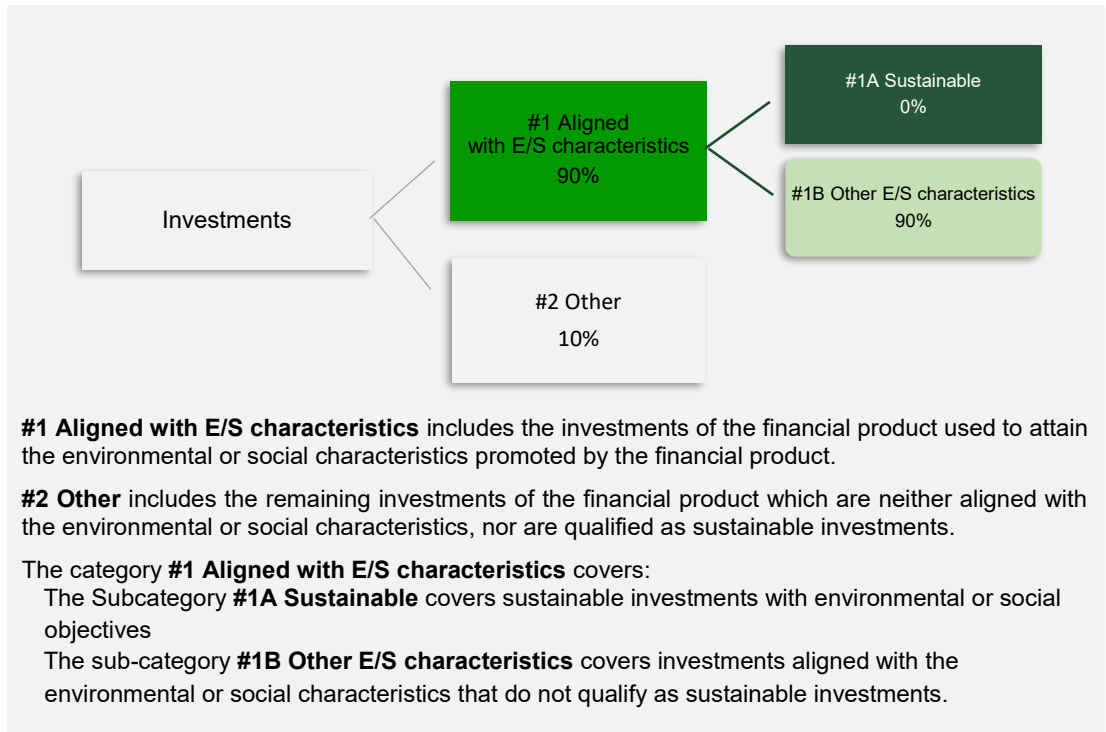 Investments
#1 Aligned
with E/S characteristics
90%
#2 Other
10%
#1A Sustainable
0%
#1B Other E/S characteristics
90%
#1 Aligned with E/S characteristics includes the investments of the financial product used to attain
the environmental or social characteristics promoted by the financial product.
#2 Other includes the remaining investments of the financial product which are neither aligned with
the environmental or social characteristics, nor are qualified as sustainable investments.
The category #1 Aligned with E/S characteristics covers:
The Subcategory #1A Sustainable covers sustainable investments with environmental or social
objectives
The sub-category #1B Other E/S characteristics covers investments aligned with the
environmental or social characteristics that do not qualify as sustainable investments.